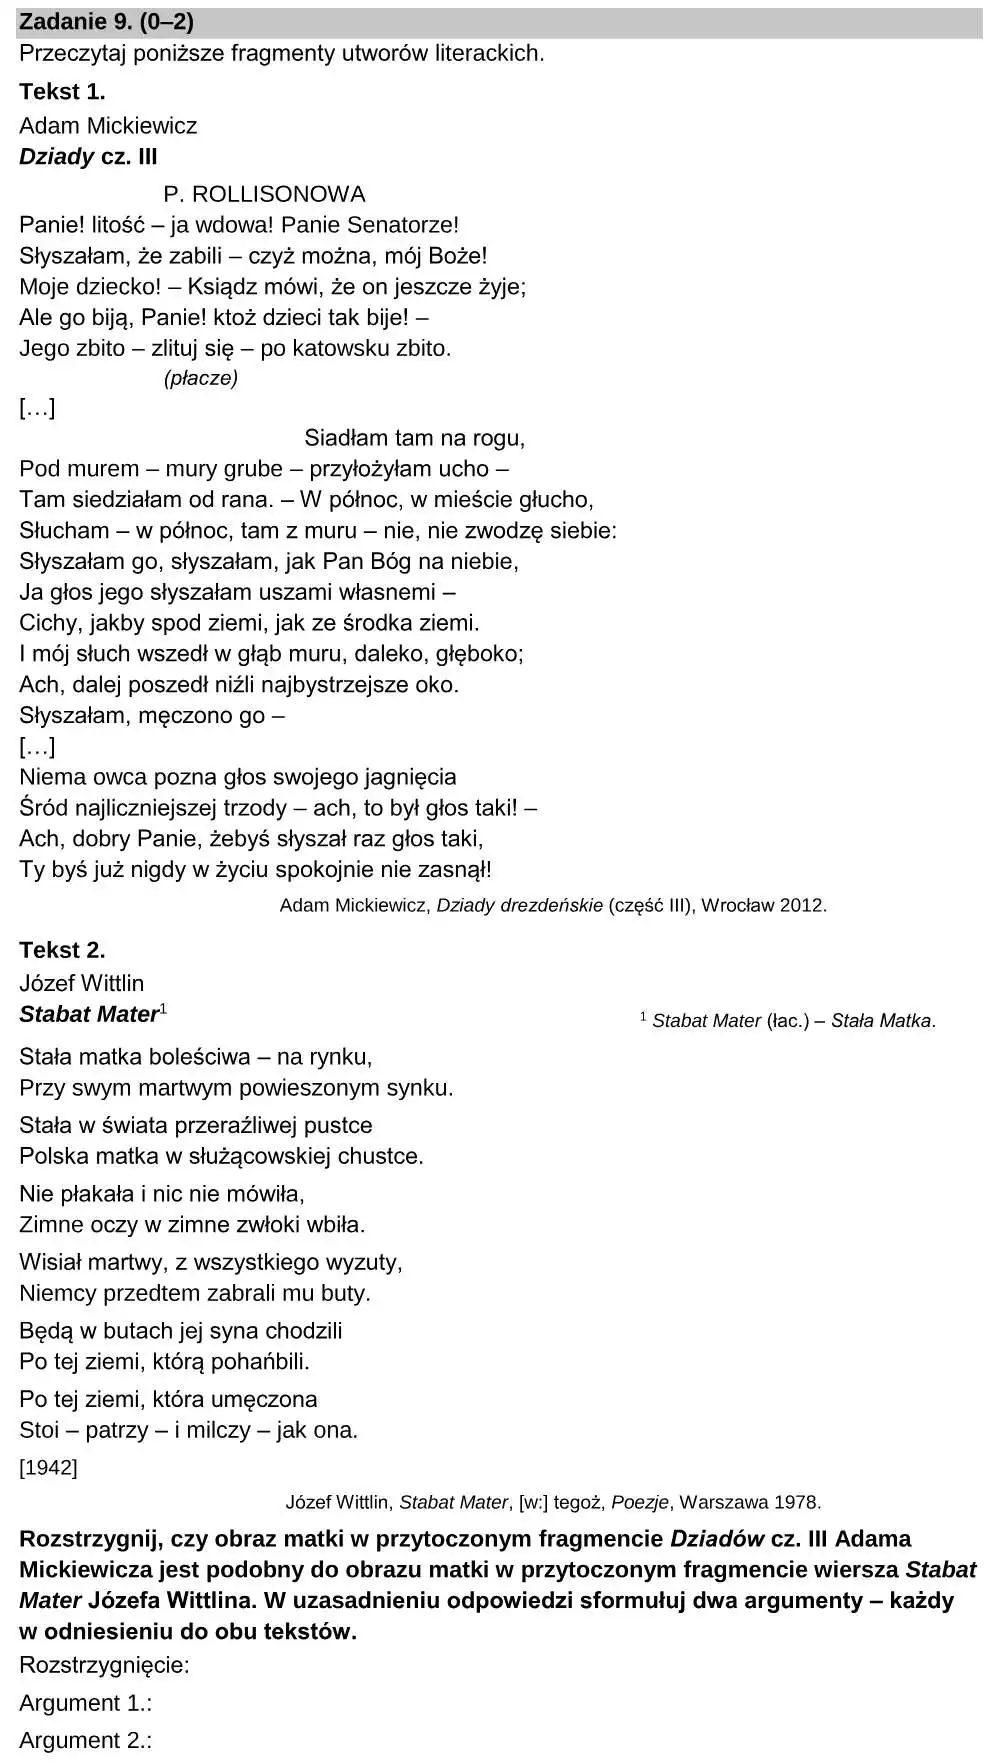 Zadanie 9. (0–2)
Przeczytaj poniższe fragmenty utworów literackich.
Tekst 1.
Adam Mickiewicz
Dziady cz. III
P. ROLLISONOWA
Panie! litość – ja wdowa! Panie Senatorze!
Słyszałam, że zabili – czyż można, mój Boże!
Moje dziecko! – Ksiądz mówi, że on jeszcze żyje;
Ale go biją, Panie! ktoż dzieci tak bije! –
Jego zbito – zlituj się – po katowsku zbito.
(płacze)
[…]
Siadłam tam na rogu,
Pod murem – mury grube – przyłożyłam ucho –
Tam siedziałam od rana. – W północ, w mieście głucho,
Słucham – w północ, tam z muru – nie, nie zwodzę siebie:
Słyszałam go, słyszałam, jak Pan Bóg na niebie,
Ja głos jego słyszałam uszami własnemi –
Cichy, jakby spod ziemi, jak ze środka ziemi.
I mój słuch wszedł w głąb muru, daleko, głęboko;
Ach, dalej poszedł niźli najbystrzejsze oko.
Słyszałam, męczono go –
[…]
Niema owca pozna głos swojego jagnięcia
Śród najliczniejszej trzody – ach, to był głos taki! –
Ach, dobry Panie, żebyś słyszał raz głos taki,
Ty byś już nigdy w życiu spokojnie nie zasnął!
Adam Mickiewicz, Dziady drezdeńskie (część III), Wrocław 2012.
Tekst 2.
Józef Wittlin
Stabat Mater¹
¹ Stabat Mater (łac.) – Stała Matka.
Stała matka boleściwa – na rynku,
Przy swym martwym powieszonym synku.
Stała w świata przeraźliwej pustce
Polska matka w służącowskiej chustce.
Nie płakała i nic nie mówiła,
Zimne oczy w zimne zwłoki wbiła.
Wisiał martwy, z wszystkiego wyzuty,
Niemcy przedtem zabrali mu buty.
Będą w butach jej syna chodzili
Po tej ziemi, którą pohańbili.
Po tej ziemi, która umęczona
Stoi – patrzy – i milczy – jak ona.
[1942]
Józef Wittlin, Stabat Mater, [w:] tegoż, Poezje, Warszawa 1978.
Rozstrzygnij, czy obraz matki w przytoczonym fragmencie Dziadów cz. III Adama
Mickiewicza jest podobny do obrazu matki w przytoczonym fragmencie wiersza Stabat
Mater Józefa Wittlina. W uzasadnieniu odpowiedzi sformułuj dwa argumenty – każdy
w odniesieniu do obu tekstów.
Rozstrzygnięcie:
Argument 1.:
Argument 2.: